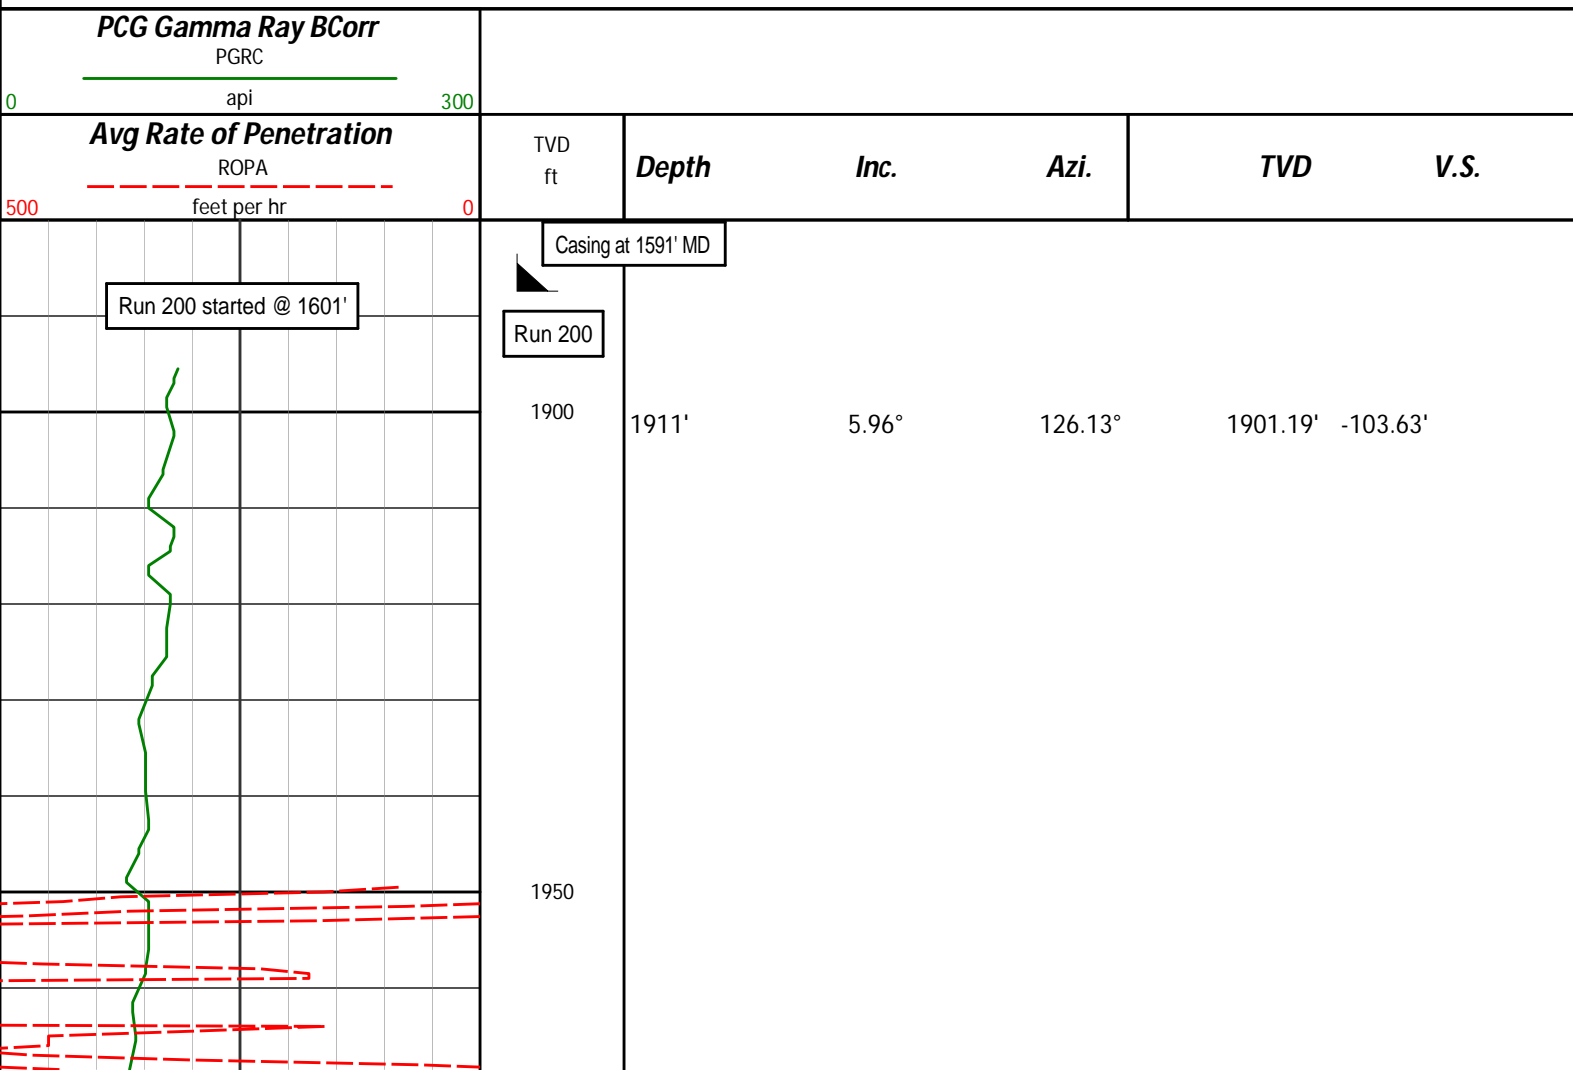 PCG Gamma Ray BCorr
PGRC
api
0 300
Avg Rate of Penetration
ROPA
feet per hr
500 0
TVD
ft
Depth Inc. Azi. TVD V.S.
Casing at 1591' MD
Run 200 started @ 1601'
Run 200
1900
1911' 5.96° 126.13° 1901.19' -103.63'
1950